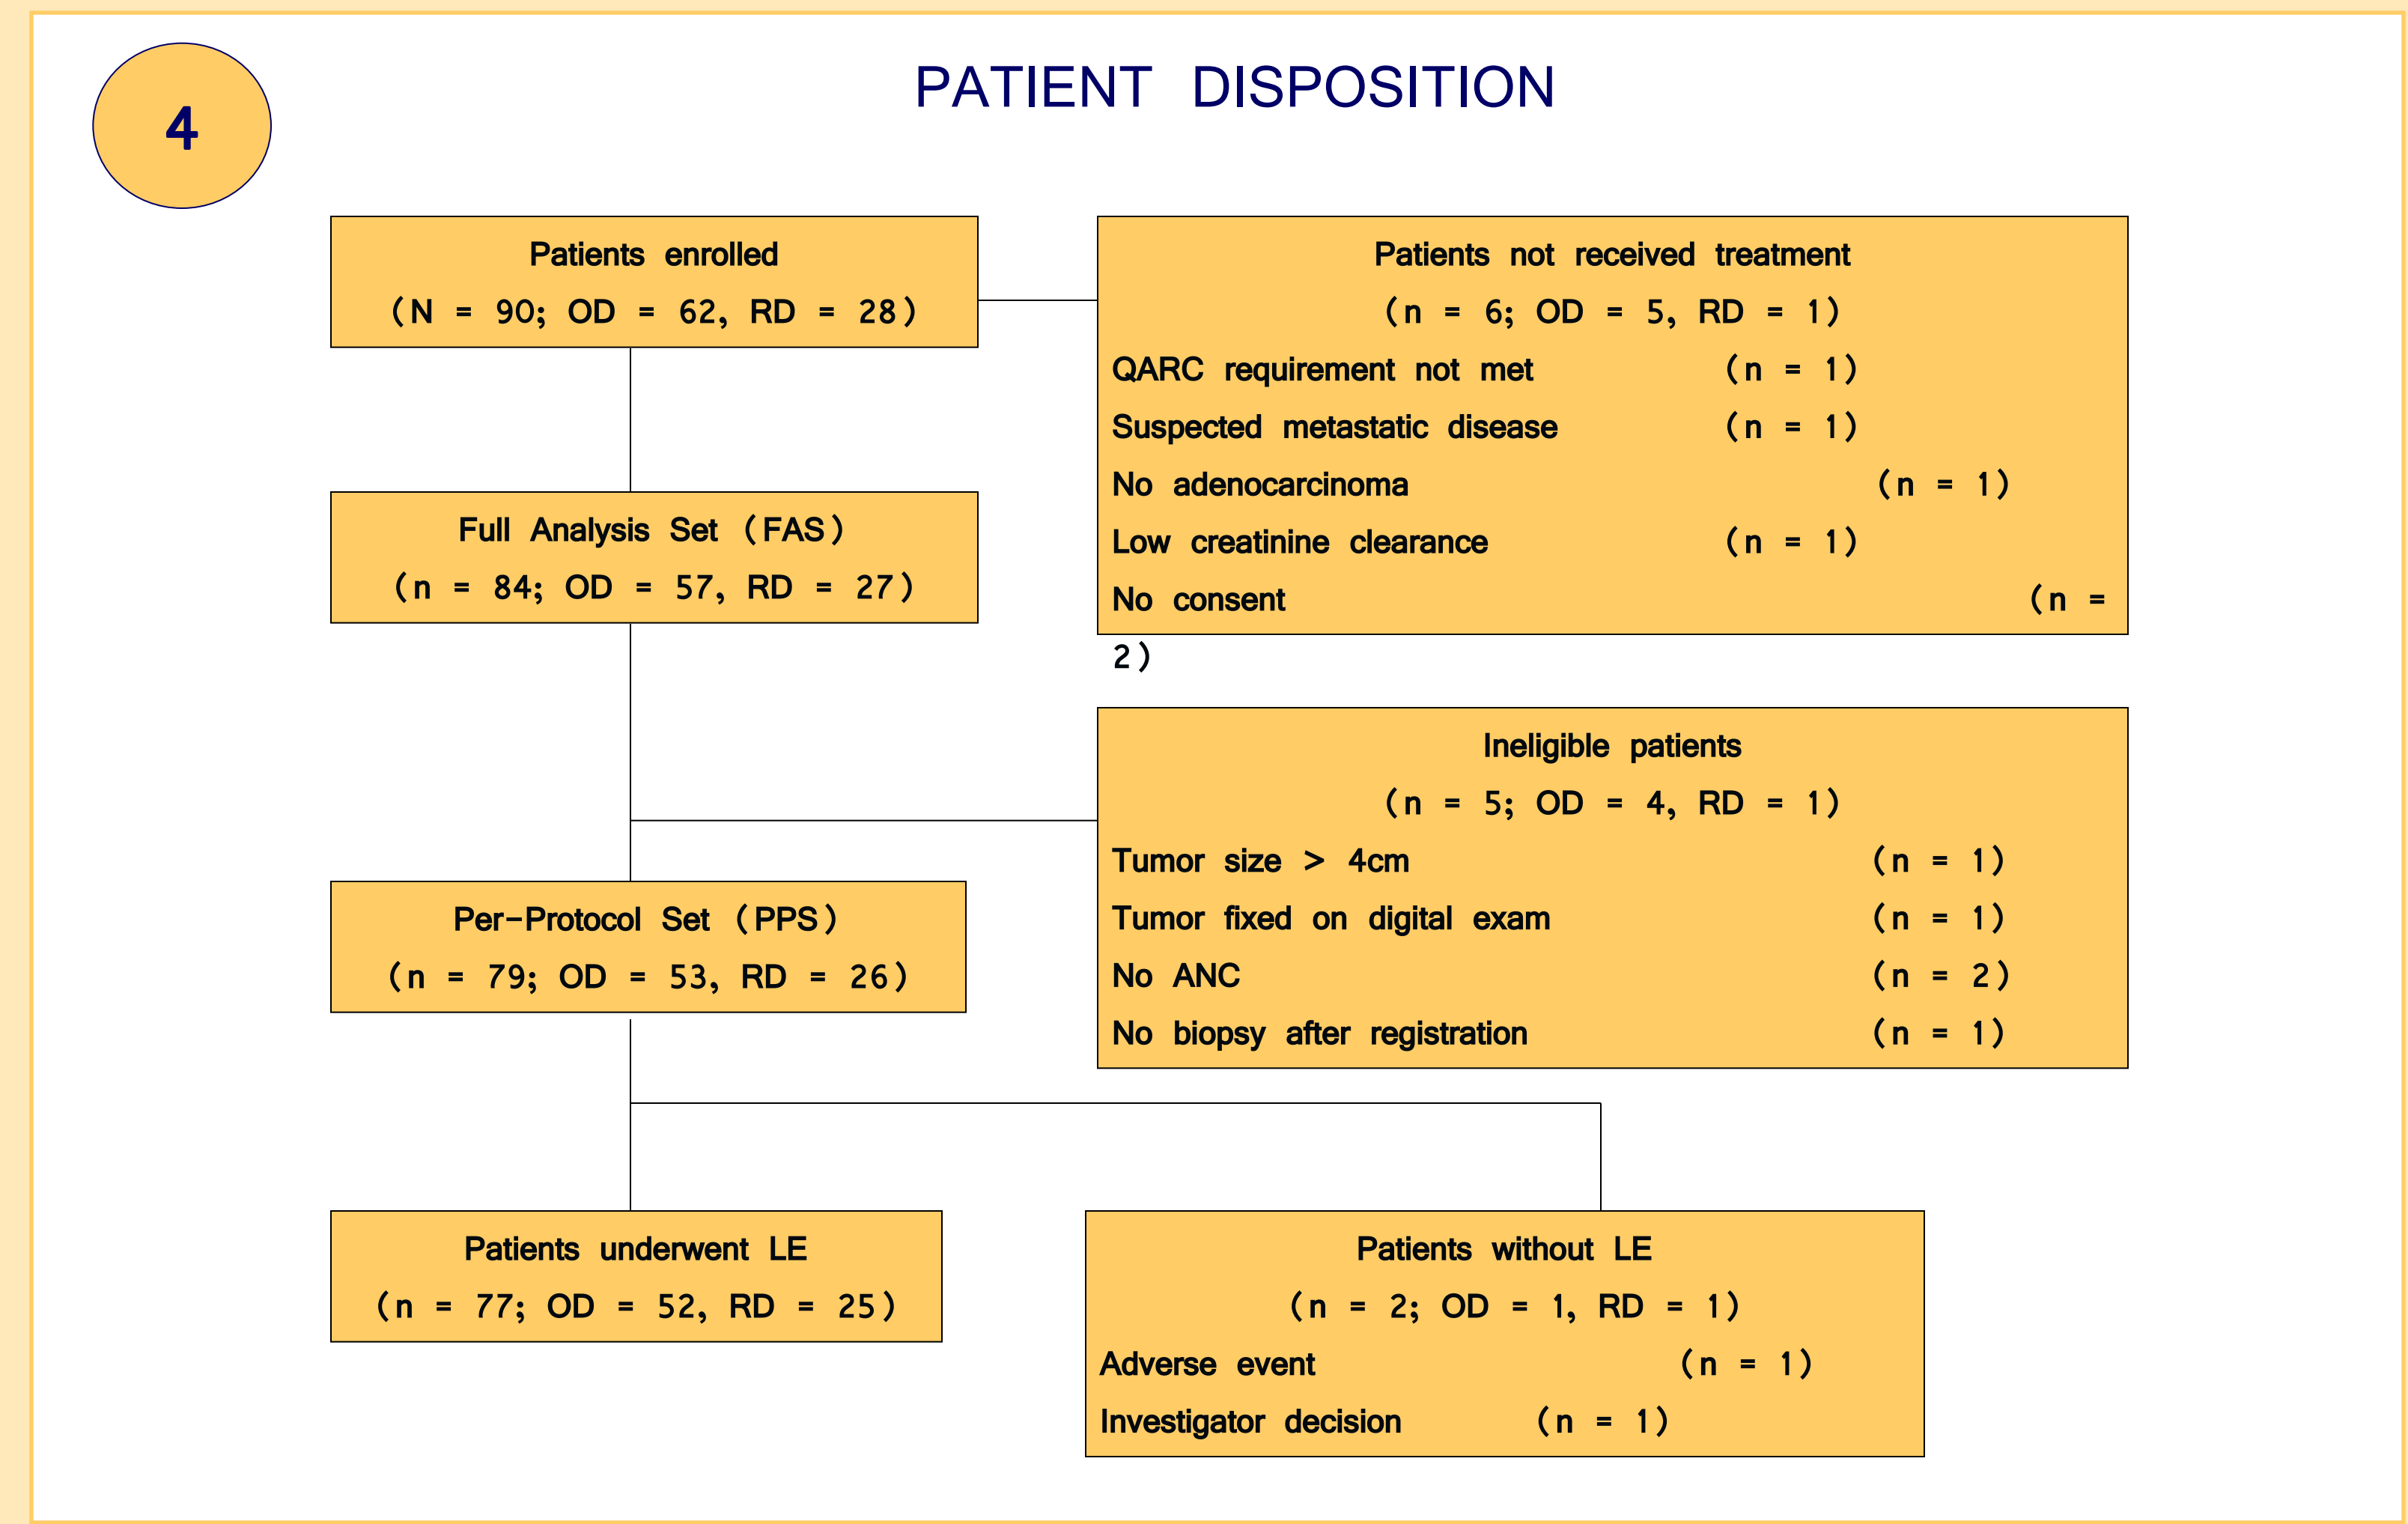 4
PATIENT DISPOSITION
Patients enrolled
(N = 90; OD = 62, RD = 28)
Patients not received treatment
(n = 6; OD = 5, RD = 1)
QARC requirement not met (n = 1)
Suspected metastatic disease (n = 1)
No adenocarcinoma (n = 1)
Low creatinine clearance (n = 1)
No consent (n =
2)
Full Analysis Set (FAS)
(n = 84; OD = 57, RD = 27)
Ineligible patients
(n = 5; OD = 4, RD = 1)
Tumor size > 4cm (n = 1)
Tumor fixed on digital exam (n = 1)
No ANC (n = 2)
No biopsy after registration (n = 1)
Per-Protocol Set (PPS)
(n = 79; OD = 53, RD = 26)
Patients underwent LE
(n = 77; OD = 52, RD = 25)
Patients without LE
(n = 2; OD = 1, RD = 1)
Adverse event (n = 1)
Investigator decision (n = 1)